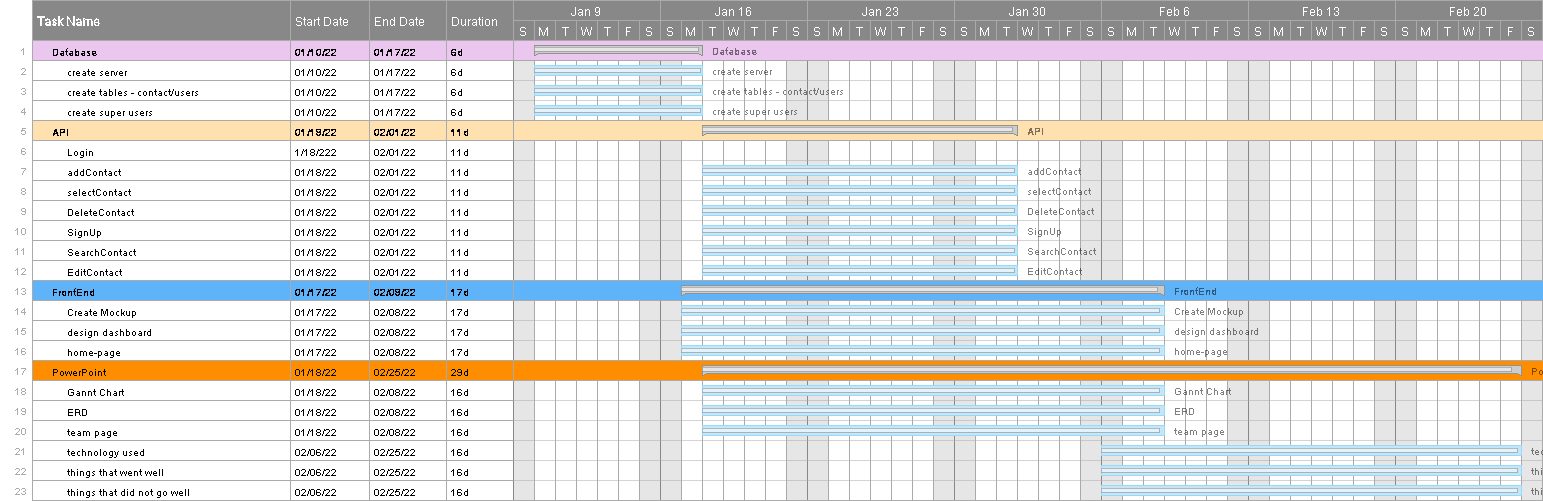 Task Name Start Date End Date Duration Jan 9 Jan 16 Jan 23 Jan 30 Feb 6 Feb 13 Feb 20
S M T W T F S S M T W T F S S M T W T F S S M T W T F S S M T W T F S S M T W T F S S M T W T F S
1 Database 01/10/22 01/17/22 6d Database
2 create server 01/10/22 01/17/22 6d create server
3 create tables - contact/users 01/10/22 01/17/22 6d create tables - contact/users
4 create super users 01/10/22 01/17/22 6d create super users
5 API 01/18/22 02/01/22 11d API
6 Login 1/18/222 02/01/22 11d
7 addContact 01/18/22 02/01/22 11d addContact
8 selectContact 01/18/22 02/01/22 11d selectContact
9 DeleteContact 01/18/22 02/01/22 11d DeleteContact
10 SignUp 01/18/22 02/01/22 11d SignUp
11 SearchContact 01/18/22 02/01/22 11d SearchContact
12 EditContact 01/18/22 02/01/22 11d EditContact
13 FrontEnd 01/17/22 02/08/22 17d FrontEnd
14 Create Mockup 01/17/22 02/08/22 17d Create Mockup
15 design dashboard 01/17/22 02/08/22 17d design dashboard
16 home-page 01/17/22 02/08/22 17d home-page
17 PowerPoint 01/18/22 02/25/22 29d Po
18 Gannt Chart 01/18/22 02/08/22 16d Gannt Chart
19 ERD 01/18/22 02/08/22 16d ERD
20 team page 01/18/22 02/08/22 16d team page
21 technology used 02/06/22 02/25/22 16d tec
22 things that went well 02/06/22 02/25/22 16d thi
23 things that did not go well 02/06/22 02/25/22 16d thi